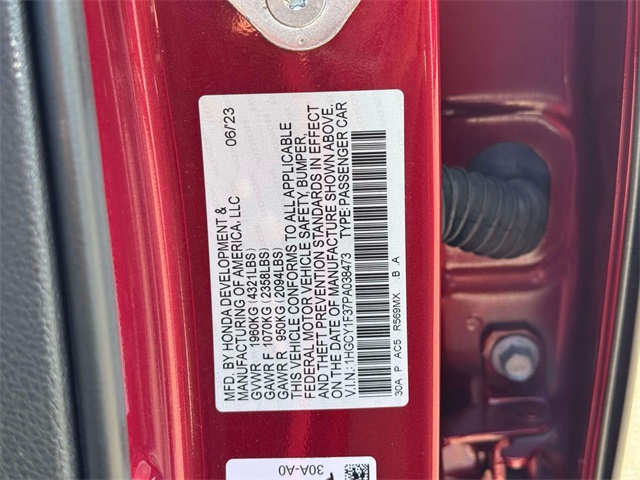 MFD. BY HONDA DEVELOPMENT & 06/23
MANUFACTURING OF AMERICA, LLC
GVWR 1960KG (4321LBS)
GAWR F 1070KG (2358LBS)
GAWR R 950KG (2094LBS)
THIS VEHICLE CONFORMS TO ALL APPLICABLE
FEDERAL MOTOR VEHICLE SAFETY, BUMPER,
AND THEFT PREVENTION STANDARDS IN EFFECT
ON THE DATE OF MANUFACTURE SHOWN ABOVE.
V.I.N.: 1HGCY1F37PA038473 TYPE: PASSENGER CAR
30A P AC5 R569MX B A
30A-A0